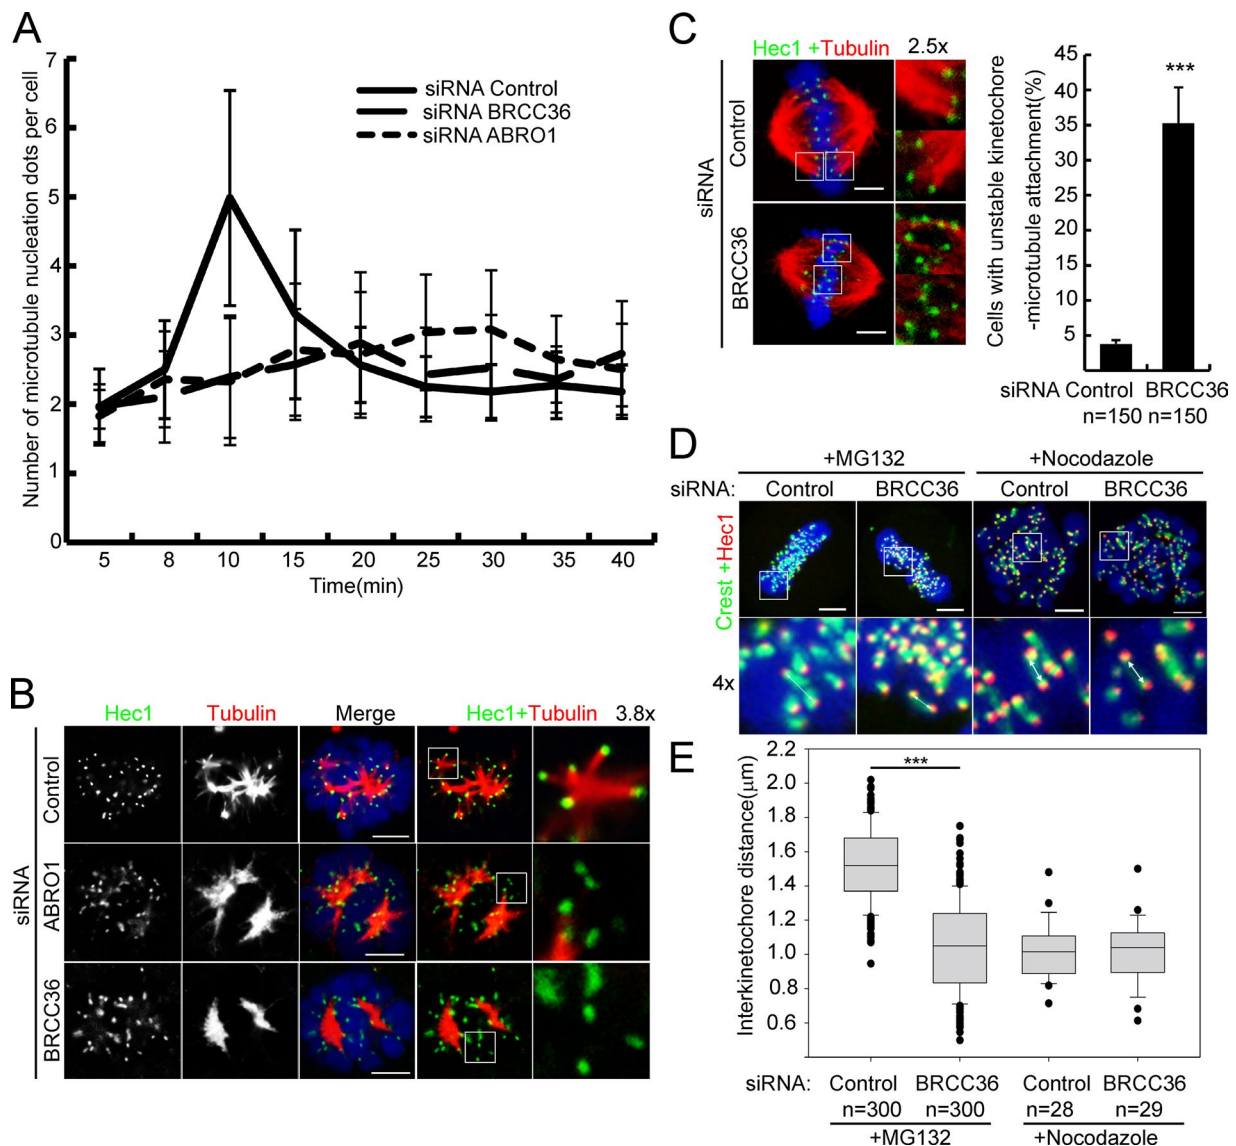 A
Number of microtubule nucleation dots per cell
7
6
5
4
3
2
1
0
siRNA Control
siRNA BRCC36
siRNA ABRO1
5 8 10 15 20 25 30 35 40
Time(min)
B
Hec1 Tubulin Merge Hec1+Tubulin 3.8x
siRNA
Control
ABRO1
BRCC36
C
Hec1 +Tubulin 2.5x
siRNA
Control
BRCC36
Cells with unstable kinetochore
-microtubule attachment(%)
45
40
35
30
25
20
15
10
5
***
siRNA Control BRCC36
n=150 n=150
D
+MG132 +Nocodazole
siRNA: Control BRCC36 Control BRCC36
Crest +Hec1
4x
E
Interkinetochore distance(μm)
2.2
2.0
1.8
1.6
1.4
1.2
1.0
0.8
0.6
***
siRNA: Control BRCC36 Control BRCC36
n=300 n=300 n=28 n=29
+MG132 +Nocodazole